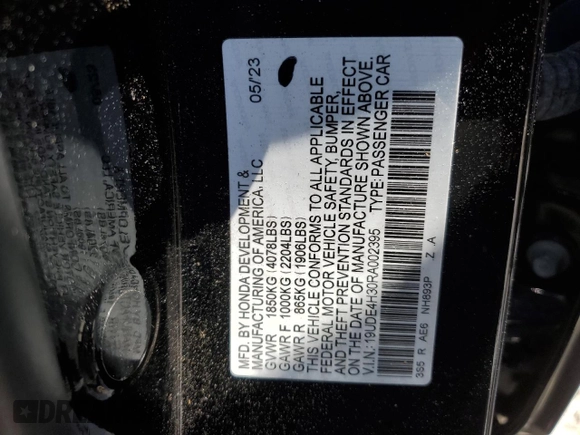 MFD. BY HONDA DEVELOPMENT & 05/'23
MANUFACTURING OF AMERICA, LLC
GVWR 1850KG (4078LBS)
GAWR F 1000KG (2204LBS)
GAWR R 865KG (1906LBS)
THIS VEHICLE CONFORMS TO ALL APPLICABLE
FEDERAL MOTOR VEHICLE SAFETY, BUMPER,
AND THEFT PREVENTION STANDARDS IN EFFECT
ON THE DATE OF MANUFACTURE SHOWN ABOVE.
V.I.N.: 19UDE4H30RA002395 TYPE: PASSENGER CAR
3S5 R AE6 NH893P Z A